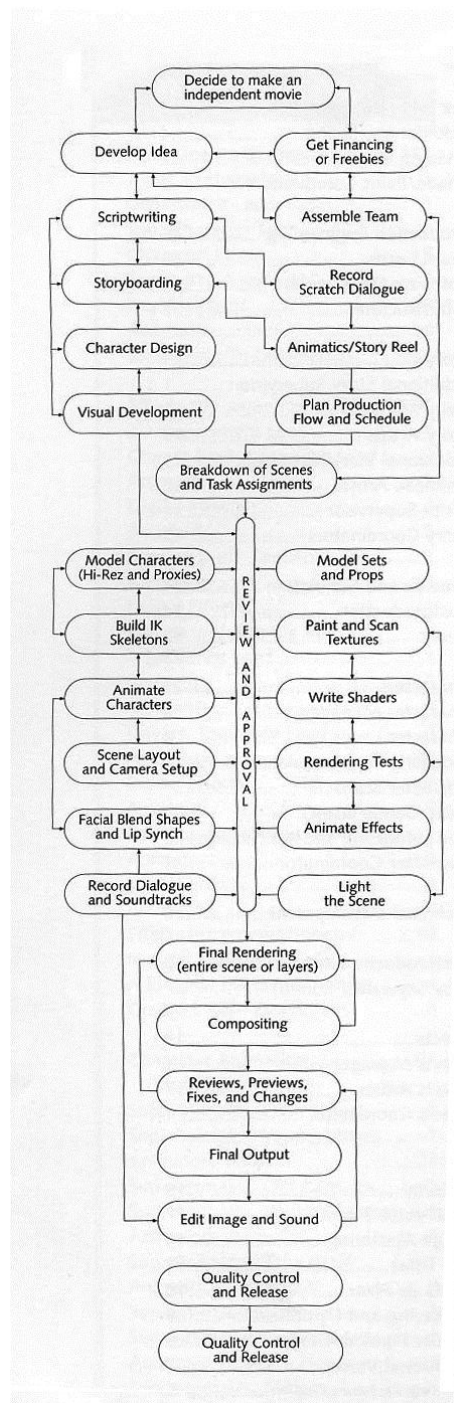 Decide to make an
independent movie
Develop Idea
Get Financing
or Freebies
Scriptwriting
Assemble Team
Storyboarding
Record
Scratch Dialogue
Character Design
Animatics/Story Reel
Visual Development
Plan Production
Flow and Schedule
Breakdown of Scenes
and Task Assignments
REVIEW AND APPROVAL
Model Characters
(Hi-Rez and Proxies)
Model Sets
and Props
Build IK
Skeletons
Paint and Scan
Textures
Animate
Characters
Write Shaders
Scene Layout
and Camera Setup
Rendering Tests
Facial Blend Shapes
and Lip Synch
Animate Effects
Record Dialogue
and Soundtracks
Light
the Scene
Final Rendering
(entire scene or layers)
Compositing
Reviews, Previews,
Fixes, and Changes
Final Output
Edit Image and Sound
Quality Control
and Release
Quality Control
and Release